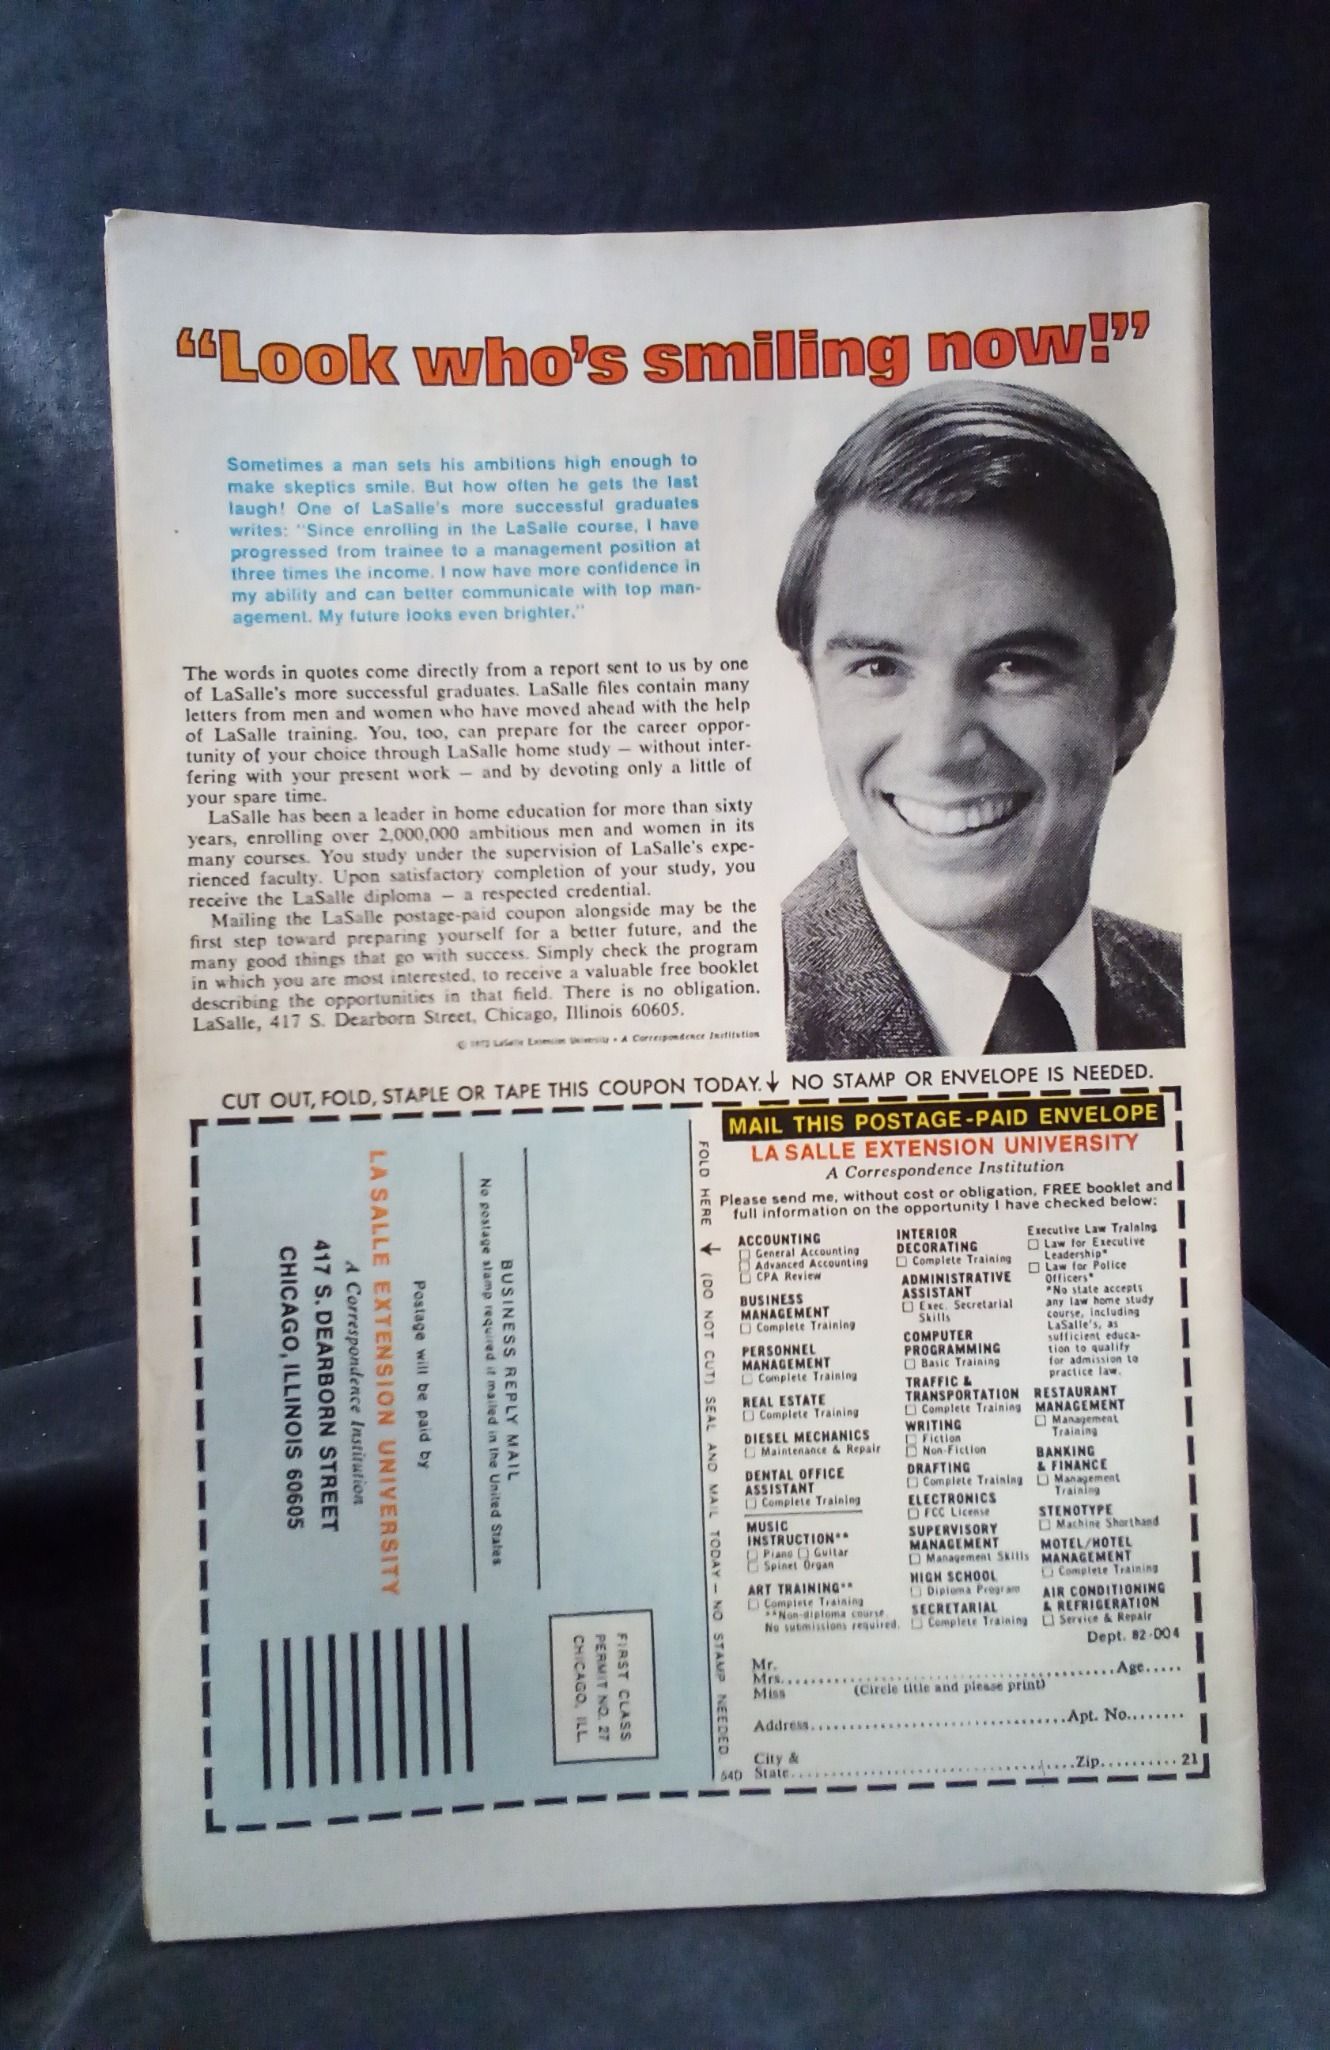 “Look who’s smiling now!”
Sometimes a man sets his ambitions high enough to
make skeptics smile. But how often he gets the last
laugh! One of LaSalle's more successful graduates
writes: "Since enrolling in the LaSalle course, I have
progressed from trainee to a management position at
three times the income. I now have more confidence in
my ability and can better communicate with top man-
agement. My future looks even brighter."
The words in quotes come directly from a report sent to us by one
of LaSalle's more successful graduates. LaSalle files contain many
letters from men and women who have moved ahead with the help
of LaSalle training. You, too, can prepare for the career oppor-
tunity of your choice through LaSalle home study — without inter-
fering with your present work — and by devoting only a little of
your spare time.
LaSalle has been a leader in home education for more than sixty
years, enrolling over 2,000,000 ambitious men and women in its
many courses. You study under the supervision of LaSalle's expe-
rienced faculty. Upon satisfactory completion of your study, you
receive the LaSalle diploma — a respected credential.
Mailing the LaSalle postage-paid coupon alongside may be the
first step toward preparing yourself for a better future, and the
many good things that go with success. Simply check the program
in which you are most interested, to receive a valuable free booklet
describing the opportunities in that field. There is no obligation.
LaSalle, 417 S. Dearborn Street, Chicago, Illinois 60605.
© LaSalle Extension University • A Correspondence Institution
CUT OUT, FOLD, STAPLE OR TAPE THIS COUPON TODAY.↓ NO STAMP OR ENVELOPE IS NEEDED.
FIRST CLASS
PERMIT NO. 27
CHICAGO, ILL.
BUSINESS REPLY MAIL
No postage stamp required if mailed in the United States
Postage will be paid by
LA SALLE EXTENSION UNIVERSITY
A Correspondence Institution
417 S. DEARBORN STREET
CHICAGO, ILLINOIS 60605
FOLD HERE ↓ (DO NOT CUT) SEAL AND MAIL TODAY — NO STAMP NEEDED.
MAIL THIS POSTAGE-PAID ENVELOPE
LA SALLE EXTENSION UNIVERSITY
A Correspondence Institution
Please send me, without cost or obligation, FREE booklet and
full information on the opportunity I have checked below:
ACCOUNTING
☐ General Accounting
☐ Advanced Accounting
☐ CPA Review
BUSINESS
MANAGEMENT
☐ Complete Training
PERSONNEL
MANAGEMENT
☐ Complete Training
REAL ESTATE
☐ Complete Training
DIESEL MECHANICS
☐ Maintenance & Repair
DENTAL OFFICE
ASSISTANT
☐ Complete Training
MUSIC
INSTRUCTION**
☐ Piano ☐ Guitar
☐ Spinet Organ
ART TRAINING**
☐ Complete Training
**Non-diploma course.
No submissions required.
INTERIOR
DECORATING
☐ Complete Training
ADMINISTRATIVE
ASSISTANT
☐ Exec. Secretarial
Skills
COMPUTER
PROGRAMMING
☐ Basic Training
TRAFFIC &
TRANSPORTATION
☐ Complete Training
WRITING
☐ Fiction
☐ Non-Fiction
DRAFTING
☐ Complete Training
ELECTRONICS
☐ FCC License
SUPERVISORY
MANAGEMENT
☐ Management Skills
HIGH SCHOOL
☐ Diploma Program
SECRETARIAL
☐ Complete Training
Executive Law Training
☐ Law for Executive
Leadership*
☐ Law for Police
Officers*
*No state accepts
any law home study
course, including
LaSalle's, as
sufficient educa-
tion to qualify
for admission to
practice law.
RESTAURANT
MANAGEMENT
☐ Management
Training
BANKING
& FINANCE
☐ Management
Training
STENOTYPE
☐ Machine Shorthand
MOTEL/HOTEL
MANAGEMENT
☐ Complete Training
AIR CONDITIONING
& REFRIGERATION
☐ Service & Repair
Dept. 82-004
Mr.
Mrs.........................................Age.....
Miss (Circle title and please print)
Address..............................Apt. No........
City &
State................................Zip.......... 21
54D